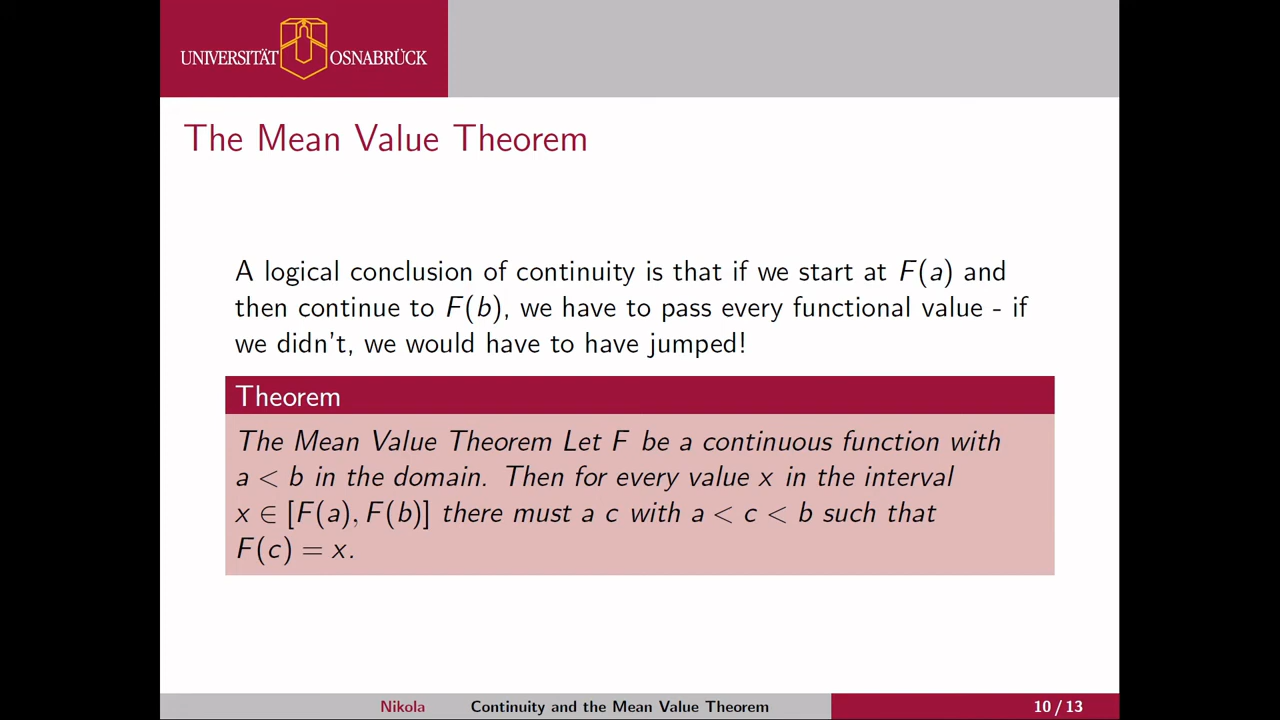 UNIVERSITÄT OSNABRÜCK
The Mean Value Theorem
A logical conclusion of continuity is that if we start at F(a) and
then continue to F(b), we have to pass every functional value - if
we didn't, we would have to have jumped!
Theorem
The Mean Value Theorem Let F be a continuous function with
a < b in the domain. Then for every value x in the interval
x ∈ [F(a), F(b)] there must a c with a < c < b such that
F(c) = x.
Nikola Continuity and the Mean Value Theorem 10 / 13